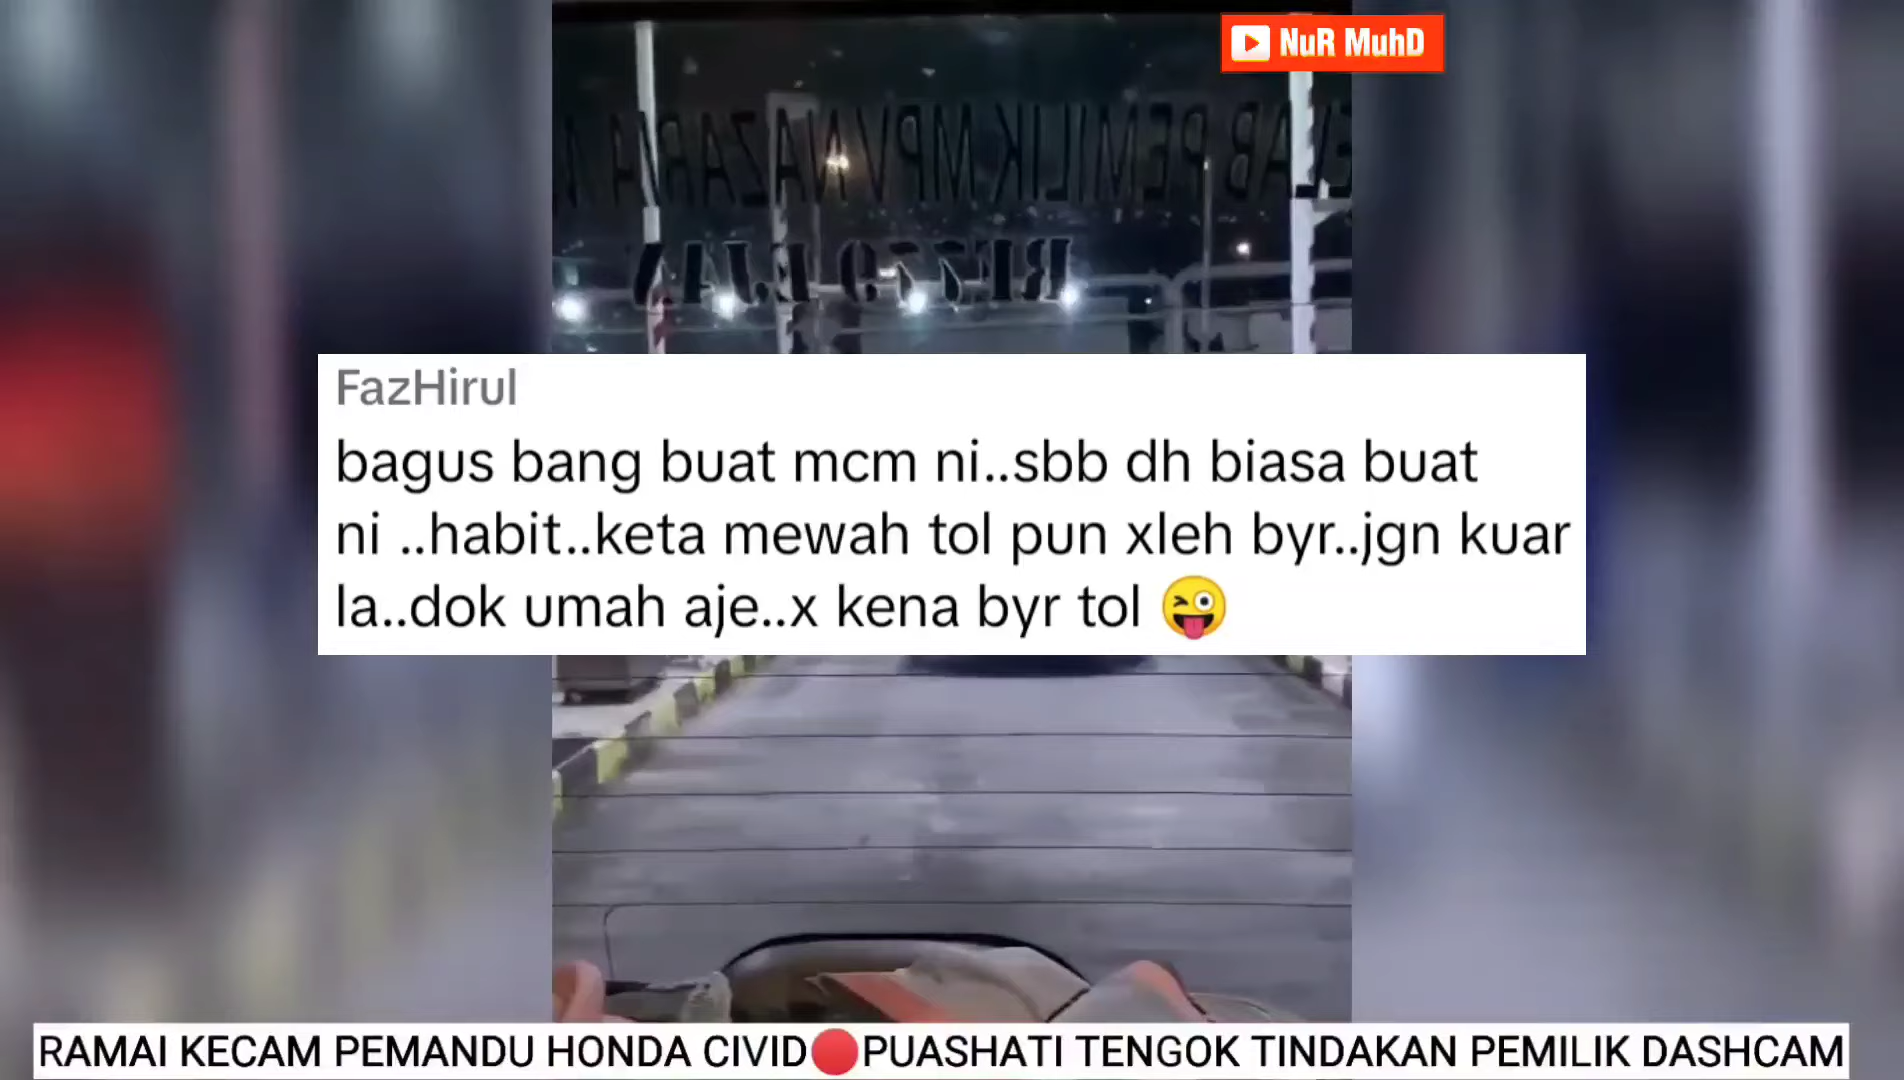 NuR MuhD
FazHirul
bagus bang buat mcm ni..sbb dh biasa buat
ni ..habit..keta mewah tol pun xleh byr..jgn kuar
la..dok umah aje..x kena byr tol 😜
RAMAI KECAM PEMANDU HONDA CIVID🔴PUASHATI TENGOK TINDAKAN PEMILIK DASHCAM